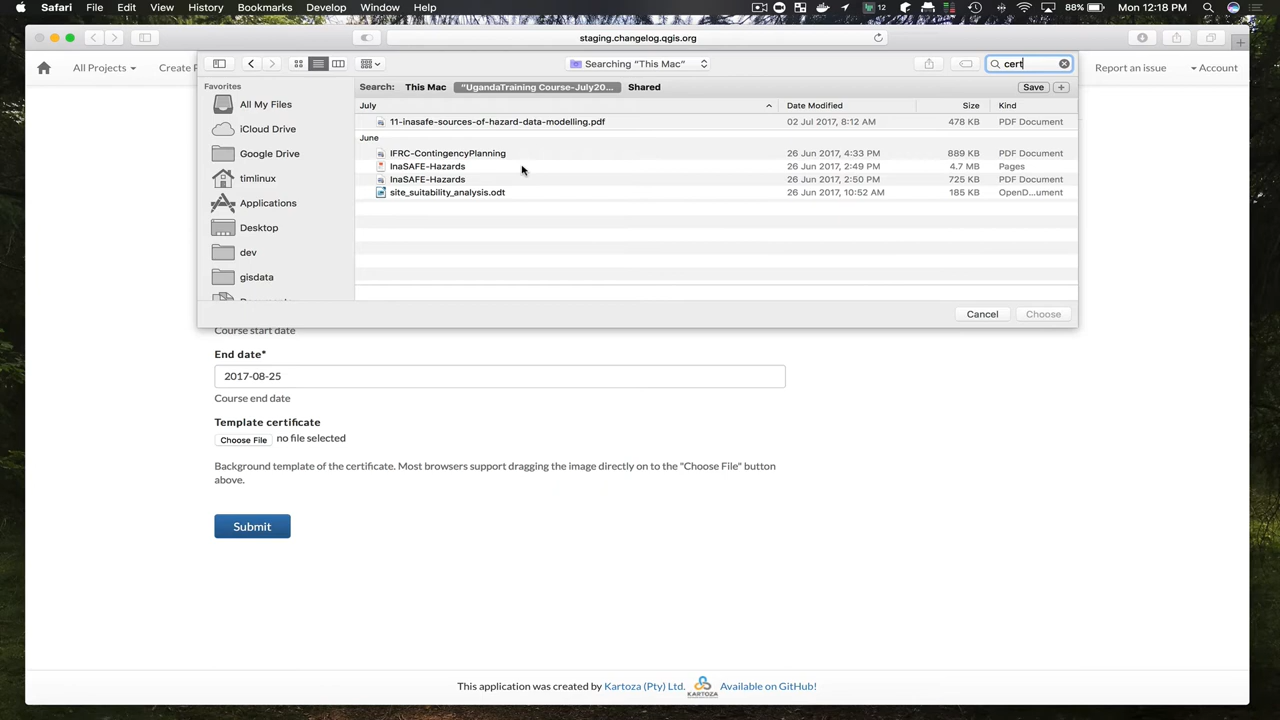 Safari File Edit View History Bookmarks Develop Window Help 12 88% Mon 12:18 PM
staging.changelog.qgis.org
All Projects Create P Report an issue Account
Searching “This Mac” cert
Favorites Search: This Mac “UgandaTraining Course-July20... Shared Save
July Date Modified Size Kind
All My Files
11-inasafe-sources-of-hazard-data-modelling.pdf 02 Jul 2017, 8:12 AM 478 KB PDF Document
iCloud Drive
June
Google Drive
IFRC-ContingencyPlanning 26 Jun 2017, 4:33 PM 889 KB PDF Document
InaSAFE-Hazards 26 Jun 2017, 2:49 PM 4.7 MB Pages
timlinux
InaSAFE-Hazards 26 Jun 2017, 2:50 PM 725 KB PDF Document
site_suitability_analysis.odt 26 Jun 2017, 10:52 AM 185 KB OpenD...ument
Applications
Desktop
dev
gisdata
Cancel Choose
Course start date
End date*
2017-08-25
Course end date
Template certificate
Choose File no file selected
Background template of the certificate. Most browsers support dragging the image directly on to the "Choose File" button
above.
Submit
This application was created by Kartoza (Pty) Ltd. KARTOZA Available on GitHub!